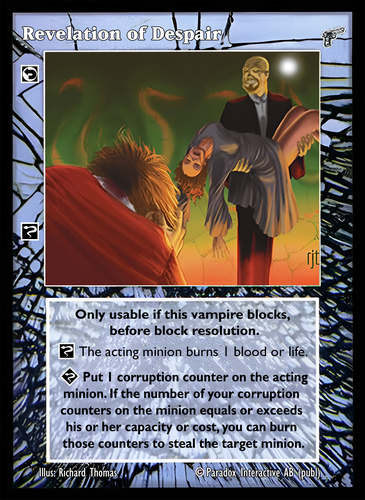 Revelation of Despair
rjt
Only usable if this vampire blocks,
before block resolution.
The acting minion burns 1 blood or life.
Put 1 corruption counter on the acting
minion. If the number of your corruption
counters on the minion equals or exceeds
his or her capacity or cost, you can burn
those counters to steal the target minion.
Illus: Richard Thomas © Paradox Interactive AB (publ)